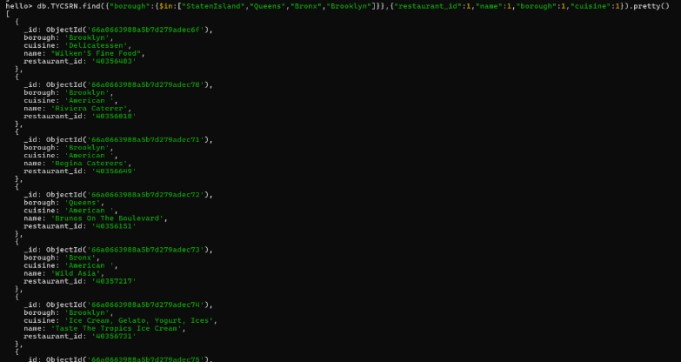 hello> db.TYCSRN.find({"borough":{$in:["StatenIsland","Queens","Bronx","Brooklyn"]}},{"restaurant_id":1,"name":1,"borough":1,"cuisine":1}).pretty()
[
{
_id: ObjectId('66a0663988a5b7d279adec6f'),
borough: 'Brooklyn',
cuisine: 'Delicatessen',
name: "Wilken'S Fine Food",
restaurant_id: '40356483'
},
{
_id: ObjectId('66a0663988a5b7d279adec70'),
borough: 'Brooklyn',
cuisine: 'American ',
name: 'Riviera Caterer',
restaurant_id: '40356018'
},
{
_id: ObjectId('66a0663988a5b7d279adec71'),
borough: 'Brooklyn',
cuisine: 'American ',
name: 'Regina Caterers',
restaurant_id: '40356649'
},
{
_id: ObjectId('66a0663988a5b7d279adec72'),
borough: 'Queens',
cuisine: 'American ',
name: 'Brunos On The Boulevard',
restaurant_id: '40356151'
},
{
_id: ObjectId('66a0663988a5b7d279adec73'),
borough: 'Bronx',
cuisine: 'American ',
name: 'Wild Asia',
restaurant_id: '40357217'
},
{
_id: ObjectId('66a0663988a5b7d279adec74'),
borough: 'Brooklyn',
cuisine: 'Ice Cream, Gelato, Yogurt, Ices',
name: 'Taste The Tropics Ice Cream',
restaurant_id: '40356731'
},
{
_id: ObjectId('66a0663988a5b7d279adec75'),